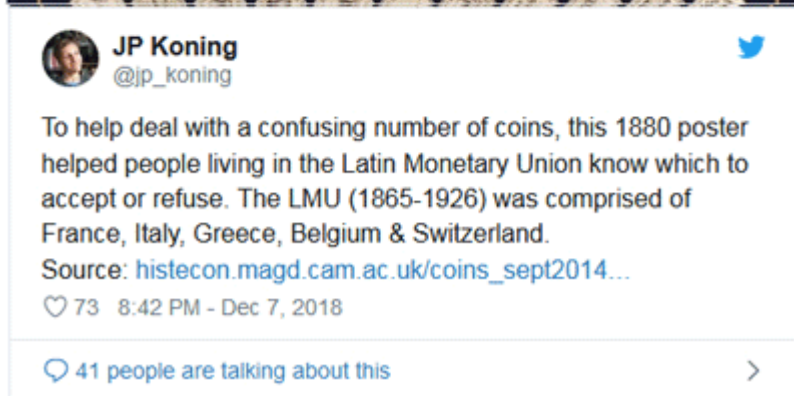 JP Koning
@jp_koning
To help deal with a confusing number of coins, this 1880 poster
helped people living in the Latin Monetary Union know which to
accept or refuse. The LMU (1865-1926) was comprised of
France, Italy, Greece, Belgium & Switzerland.
Source: histecon.magd.cam.ac.uk/coins_sept2014...
73 8:42 PM - Dec 7, 2018
41 people are talking about this